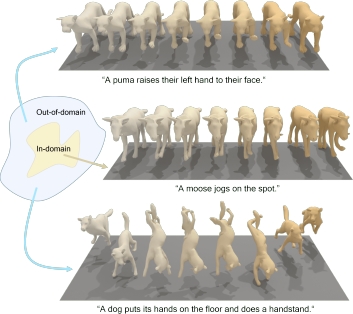 "A puma raises their left hand to their face."
Out-of-domain
In-domain
"A moose jogs on the spot."
"A dog puts its hands on the floor and does a handstand."